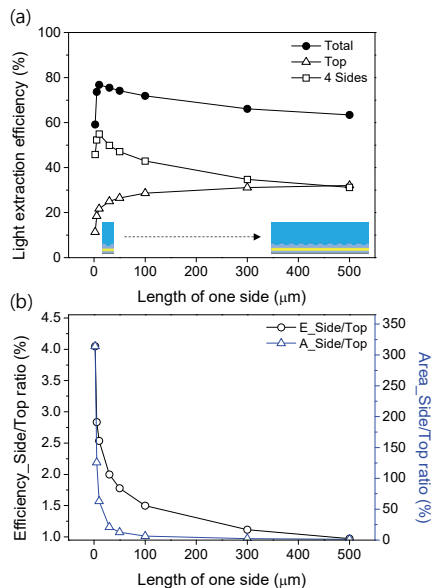 (a)
100
80
60
40
20
0
Light extraction efficiency (%)
Total
Top
4 Sides
0 100 200 300 400 500
Length of one side (μm)
(b)
4.5
4.0
3.5
3.0
2.5
2.0
1.5
1.0
Efficiency_Side/Top ratio (%)
E_Side/Top
A_Side/Top
350
300
250
200
150
100
50
0
Area_Side/Top ratio (%)
0 100 200 300 400 500
Length of one side (μm)